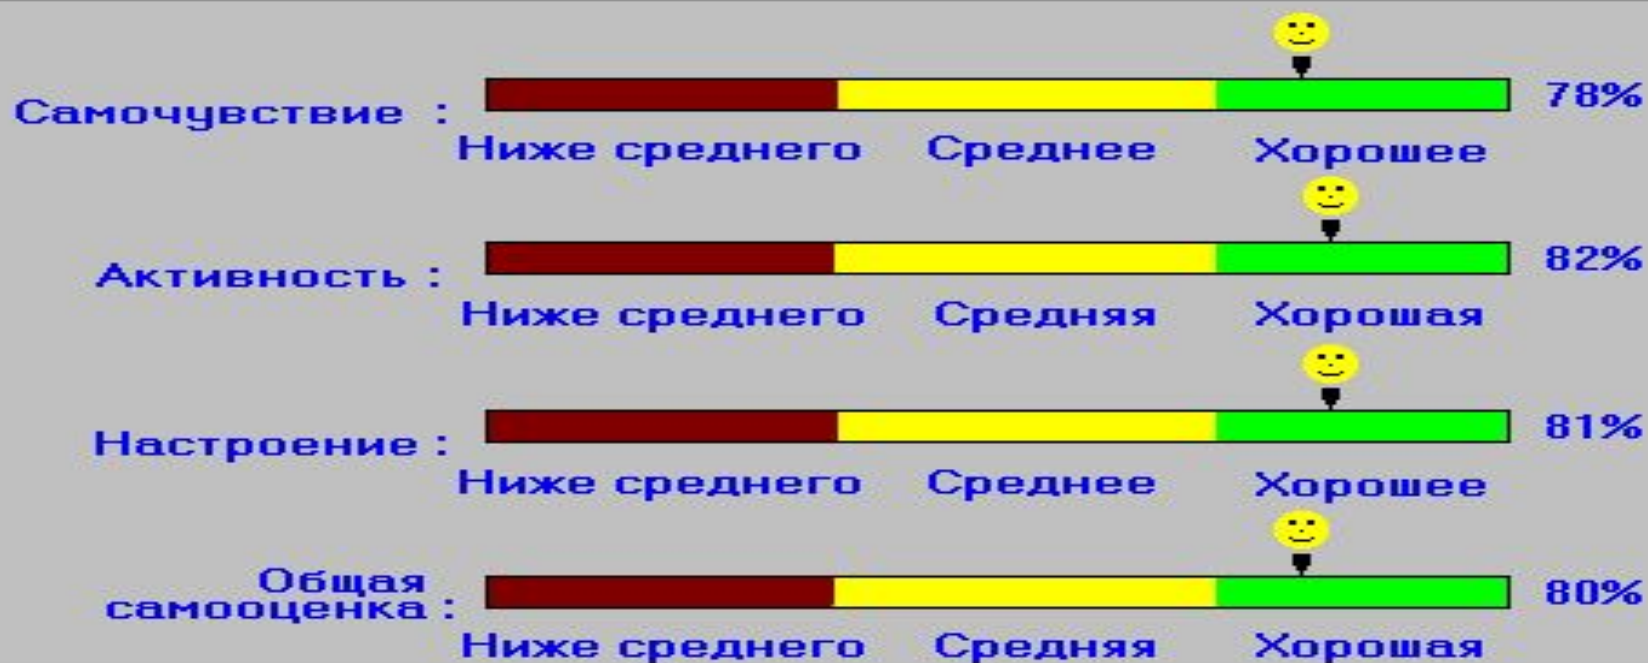 78%
Самочувствие :
Ниже среднего Среднее Хорошее
82%
Активность :
Ниже среднего Средняя Хорошая
81%
Настроение :
Ниже среднего Среднее Хорошее
Общая
80%
самооценка :
Ниже среднего Средняя Хорошая